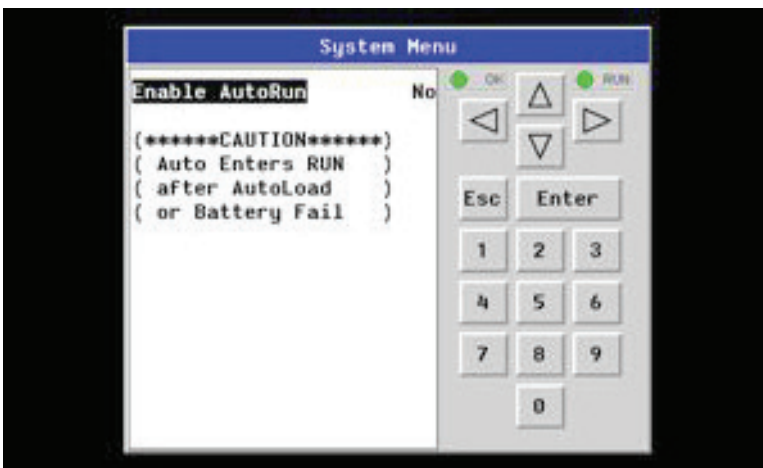 System Menu
Enable AutoRun No
(******CAUTION******)
( Auto Enters RUN )
( after AutoLoad )
( or Battery Fail )
OK
RUN
Esc Enter
1 2 3
4 5 6
7 8 9
0